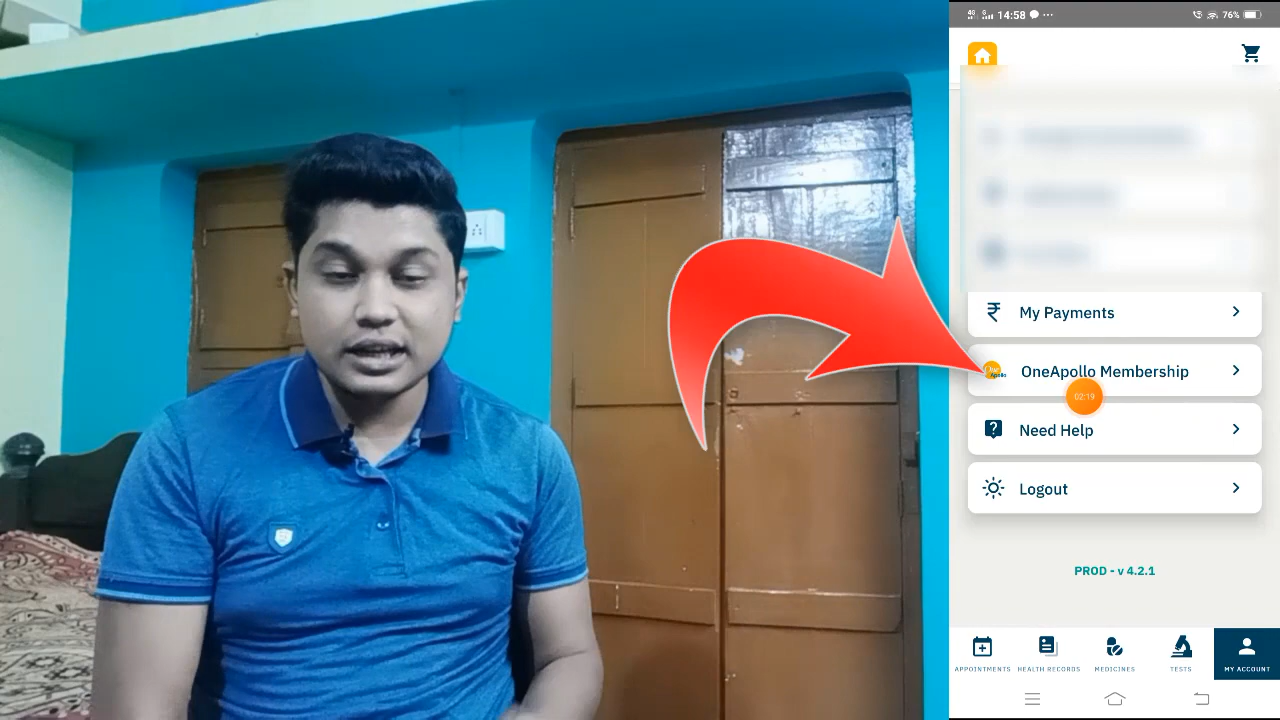 14:58
76%
My Payments
OneApollo Membership
02:19
Need Help
Logout
PROD - v 4.2.1
APPOINTMENTS
HEALTH RECORDS
MEDICINES
TESTS
MY ACCOUNT